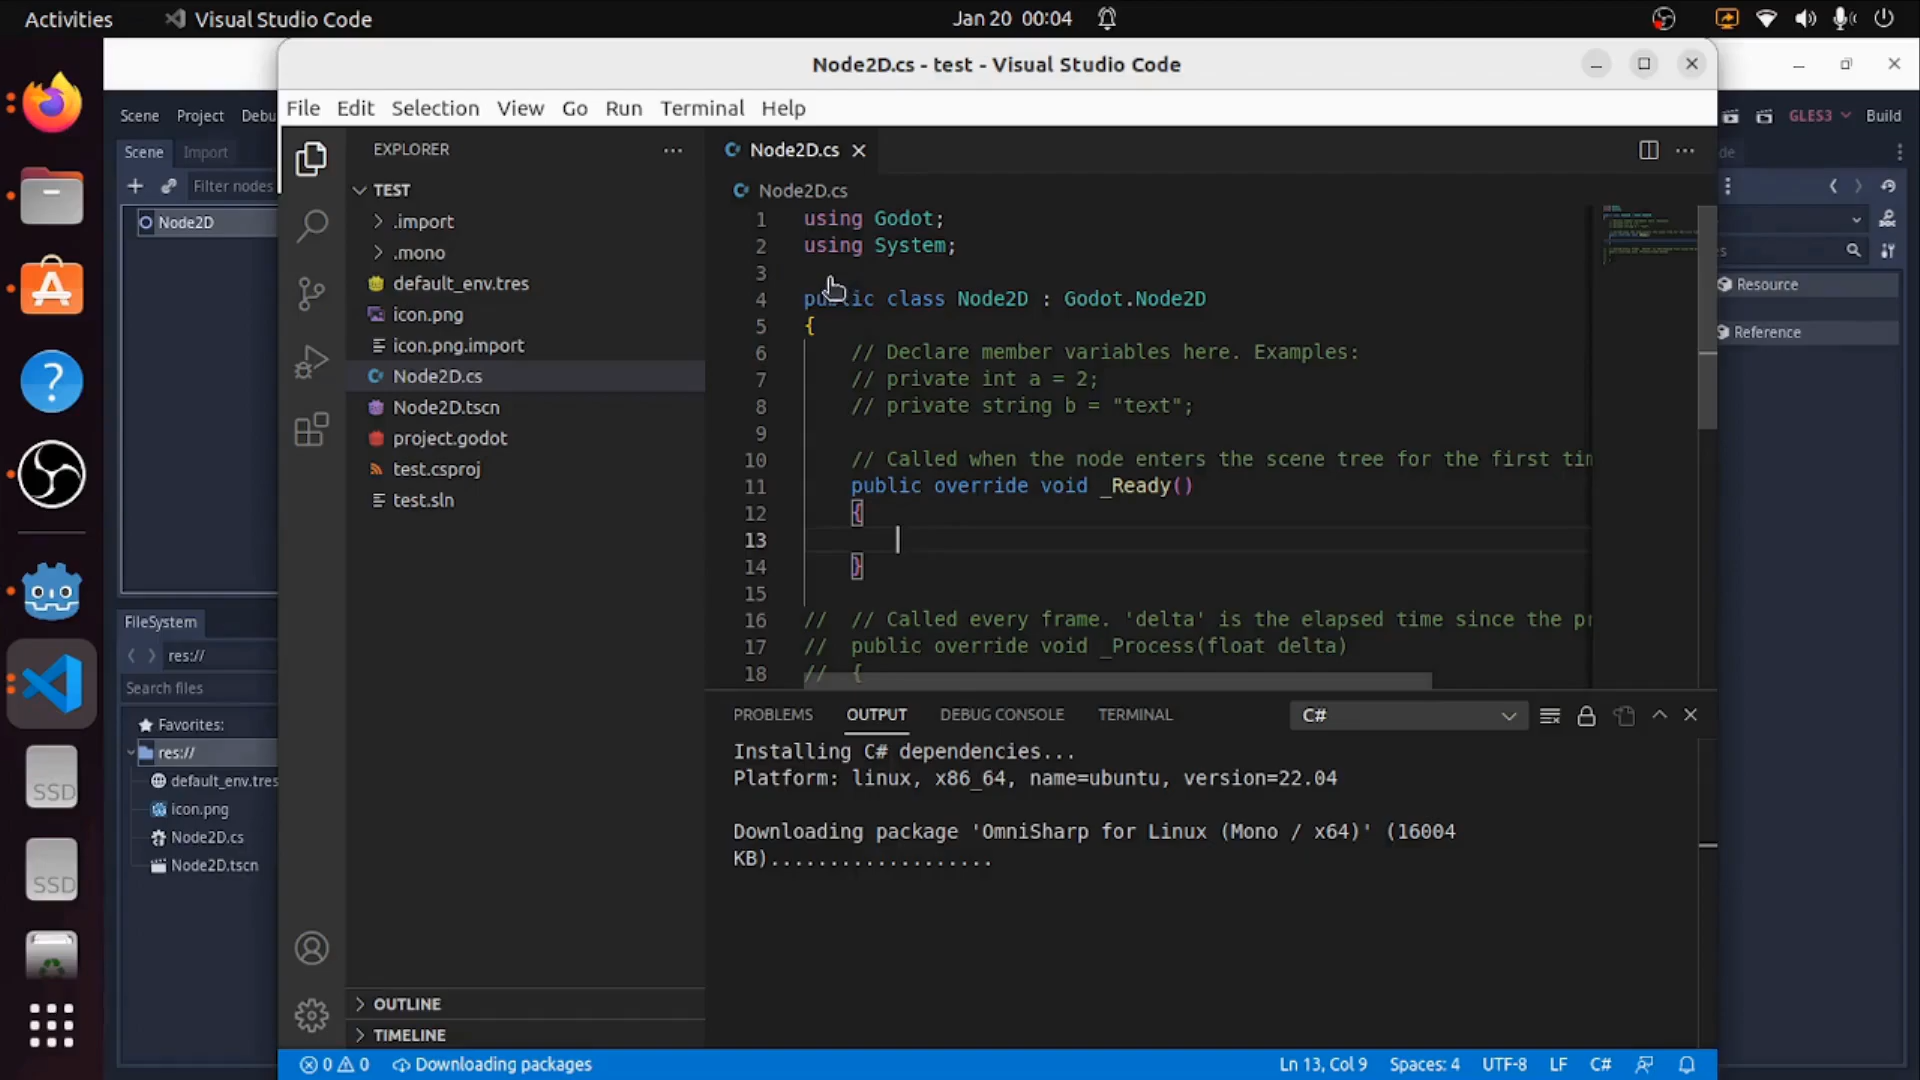 Activities
Visual Studio Code
Jan 20 00:04
Node2D.cs - test - Visual Studio Code
File Edit Selection View Go Run Terminal Help
Scene Project Debu
GLES3
Build
Scene Import
Filter nodes
Node2D
FileSystem
res://
Search files
Favorites:
res://
default_env.tres
icon.png
Node2D.cs
Node2D.tscn
SSD
SSD
EXPLORER
TEST
.import
.mono
default_env.tres
icon.png
icon.png.import
Node2D.cs
Node2D.tscn
project.godot
test.csproj
test.sln
OUTLINE
TIMELINE
Node2D.cs
Node2D.cs
1 using Godot;
2 using System;
3
4 public class Node2D : Godot.Node2D
5 {
6 // Declare member variables here. Examples:
7 // private int a = 2;
8 // private string b = "text";
9
10 // Called when the node enters the scene tree for the first tim
11 public override void _Ready()
12 {
13
14 }
15
16 // // Called every frame. 'delta' is the elapsed time since the pr
17 // public override void _Process(float delta)
18 // {
PROBLEMS OUTPUT DEBUG CONSOLE TERMINAL
C#
Installing C# dependencies...
Platform: linux, x86_64, name=ubuntu, version=22.04
Downloading package 'OmniSharp for Linux (Mono / x64)' (16004
KB)...................
de
es
Resource
Reference
0 0 Downloading packages
Ln 13, Col 9 Spaces: 4 UTF-8 LF C#